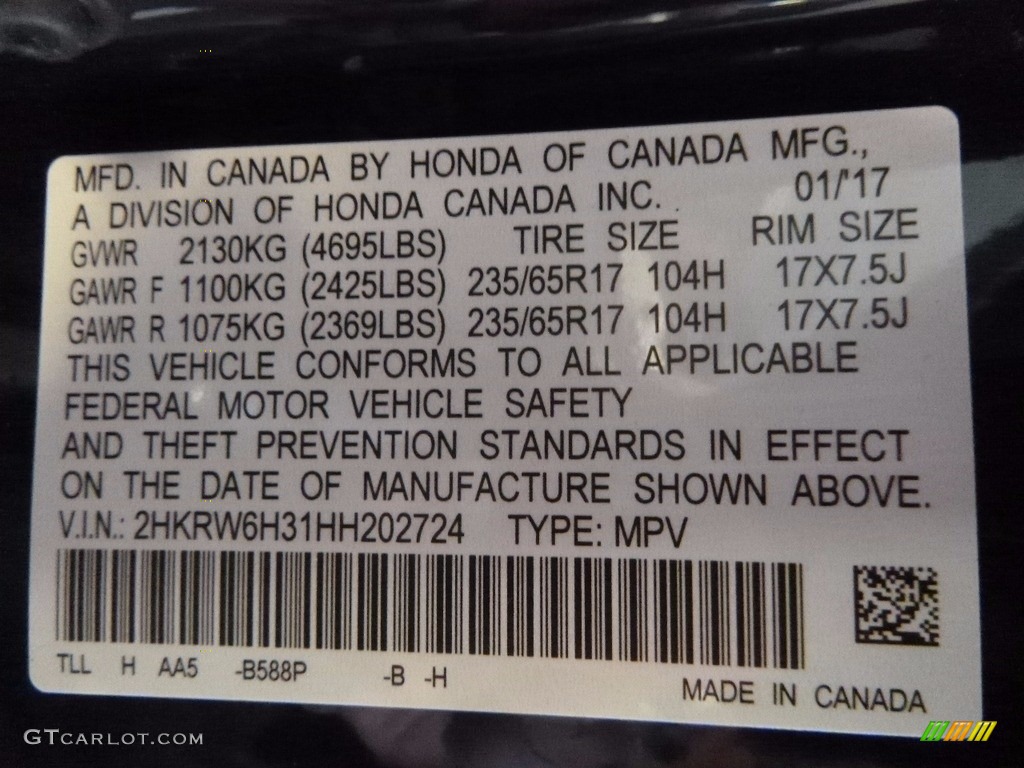 MFD. IN CANADA BY HONDA OF CANADA MFG.,
A DIVISION OF HONDA CANADA INC. 01/'17
GVWR 2130KG (4695LBS) TIRE SIZE RIM SIZE
GAWR F 1100KG (2425LBS) 235/65R17 104H 17X7.5J
GAWR R 1075KG (2369LBS) 235/65R17 104H 17X7.5J
THIS VEHICLE CONFORMS TO ALL APPLICABLE
FEDERAL MOTOR VEHICLE SAFETY
AND THEFT PREVENTION STANDARDS IN EFFECT
ON THE DATE OF MANUFACTURE SHOWN ABOVE.
V.I.N.: 2HKRW6H31HH202724 TYPE: MPV
TLL H AA5 -B588P -B -H
MADE IN CANADA
GTCARLOT.COM